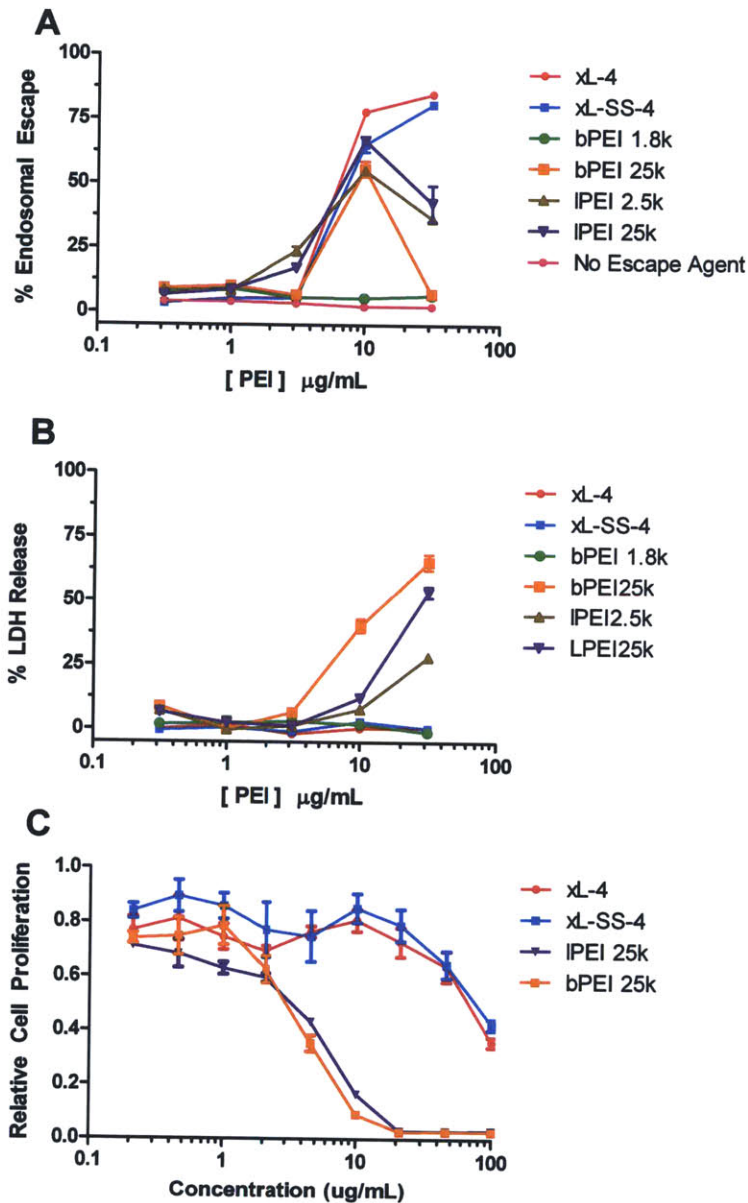 A
100
75
50
25
0
% Endosomal Escape
0.1 1 10 100
[ PEI ] µg/mL
xL-4
xL-SS-4
bPEI 1.8k
bPEI 25k
lPEI 2.5k
lPEI 25k
No Escape Agent
B
100
75
50
25
0
% LDH Release
0.1 1 10 100
[ PEI ] µg/mL
xL-4
xL-SS-4
bPEI 1.8k
bPEI25k
lPEI2.5k
LPEI25k
C
1.0
0.8
0.6
0.4
0.2
0.0
Relative Cell Proliferation
0.1 1 10 100
Concentration (ug/mL)
xL-4
xL-SS-4
lPEI 25k
bPEI 25k